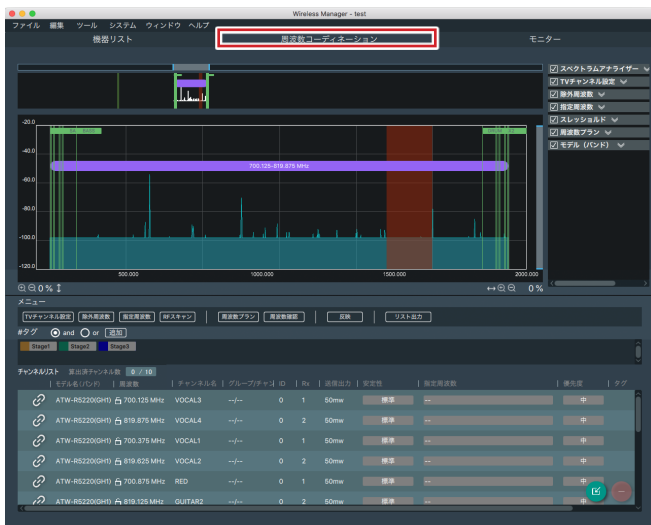 Wireless Manager - test
ファイル 編集 ツール システム ウィンドウ ヘルプ
機器リスト 周波数コーディネーション モニター
スペクトラムアナライザー
TVチャンネル設定
除外周波数
指定周波数
スレッショルド
周波数プラン
モデル（バンド）
-20.0
-40.0
700.125-819.875 MHz
-60.0
-80.0
-100.0
-120.0
500.000 1000.000 1500.000 2000.000
0 % 0 %
メニュー
TVチャンネル設定 除外周波数 指定周波数 RFスキャン 周波数プラン 周波数確認 反映 リスト出力
#タグ and or 追加
Stage1 Stage2 Stage3
チャンネルリスト 算出済チャンネル数 0 / 10
モデル名(バンド) 周波数 チャンネル名 グループ/チャンネ ID Rx 送信出力 安定性 指定周波数 優先度 タグ
ATW-R5220(GH1) 700.125 MHz VOCAL3 --/-- 0 1 50mw 標準 -- 中
ATW-R5220(GH1) 819.875 MHz VOCAL4 --/-- 0 2 50mw 標準 -- 中
ATW-R5220(GH1) 700.375 MHz VOCAL1 --/-- 0 1 50mw 標準 -- 中
ATW-R5220(GH1) 819.625 MHz VOCAL2 --/-- 0 2 50mw 標準 -- 中
ATW-R5220(GH1) 700.875 MHz RED --/-- 0 1 50mw 標準 -- 中
ATW-R5220(GH1) 819.125 MHz GUITAR2 --/-- 0 2 50mw 標準 -- 中